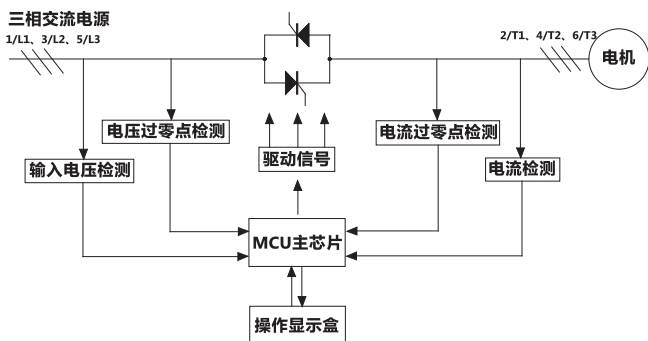 三相交流电源
1/L1、3/L2、5/L3
2/T1、4/T2、6/T3
电机
电压过零点检测
电流过零点检测
驱动信号
输入电压检测
电流检测
MCU主芯片
操作显示盒